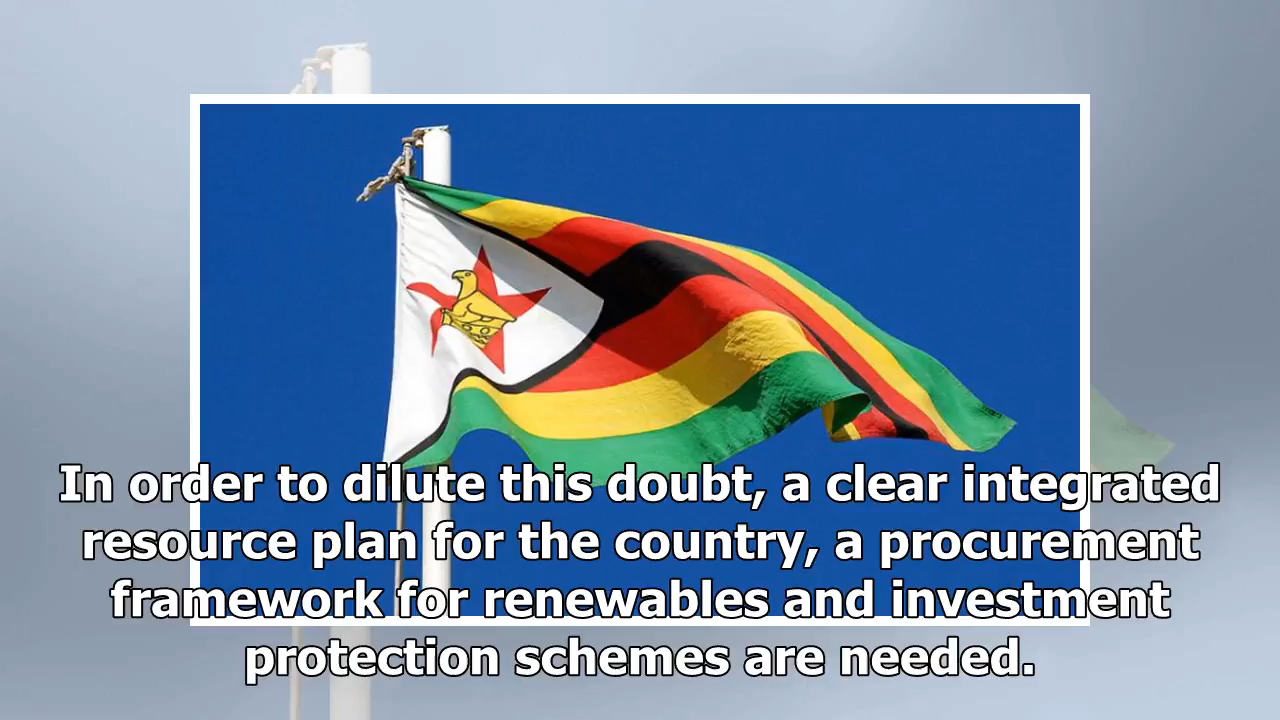 In order to dilute this doubt, a clear integrated
resource plan for the country, a procurement
framework for renewables and investment
protection schemes are needed.